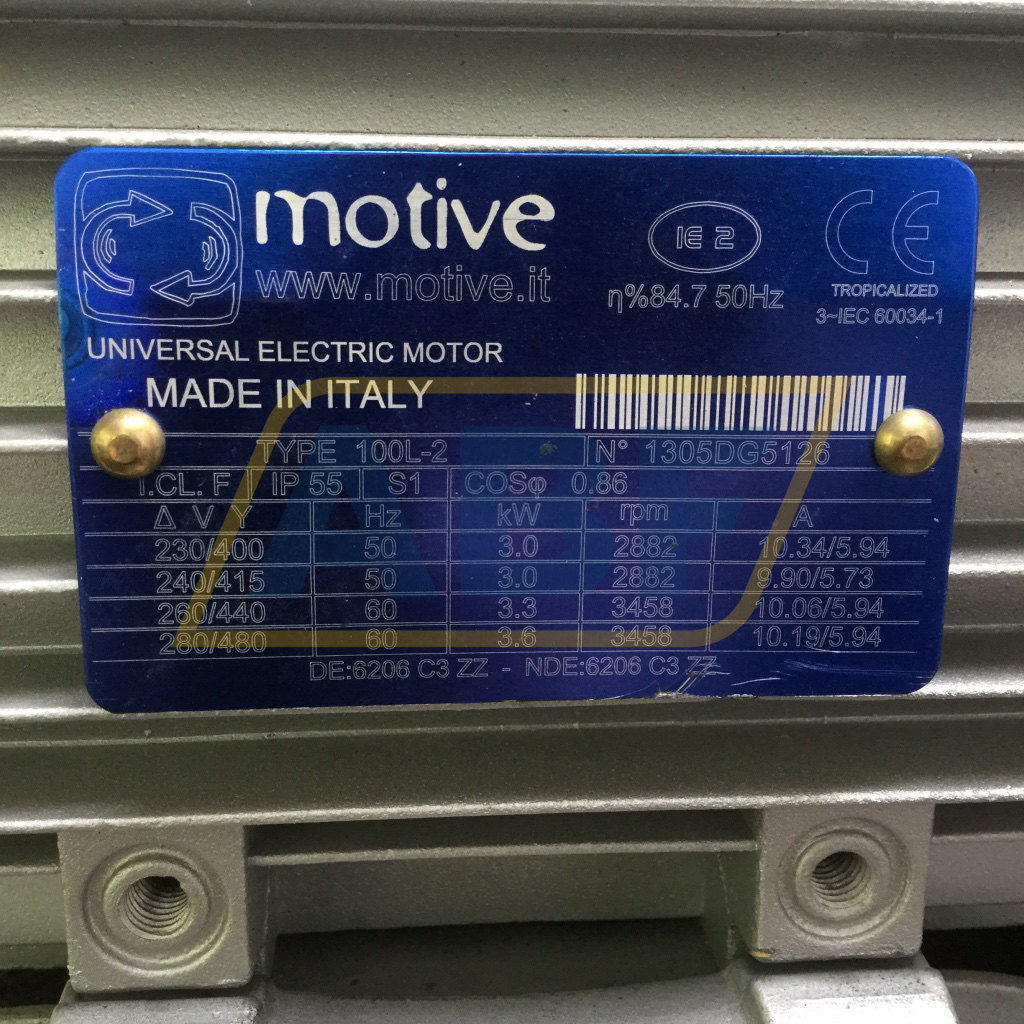 motive
www.motive.it
IE 2
η%84.7 50Hz
CE
TROPICALIZED
3~IEC 60034-1
UNIVERSAL ELECTRIC MOTOR
MADE IN ITALY
TYPE 100L-2 N° 1305DG5126
I.CL. F IP 55 S1 COSφ 0.86
Δ V Y Hz kW rpm A
230/400 50 3.0 2882 10.34/5.94
240/415 50 3.0 2882 9.90/5.73
260/440 60 3.3 3458 10.06/5.94
280/480 60 3.6 3458 10.19/5.94
DE:6206 C3 ZZ - NDE:6206 C3 ZZ